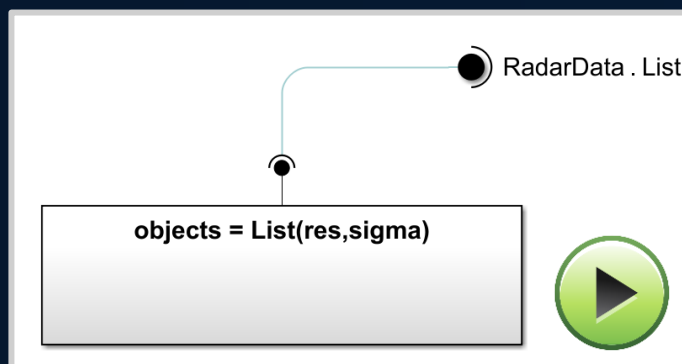 RadarData . List
objects = List(res,sigma)